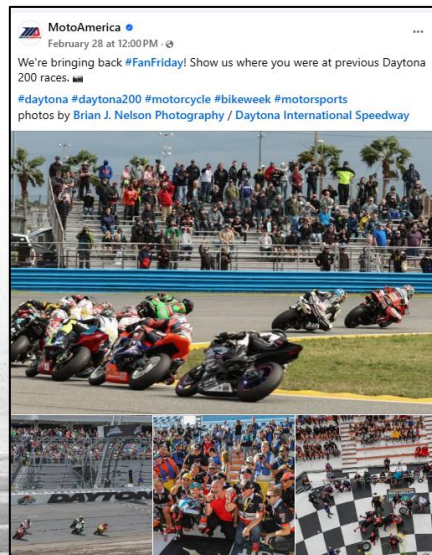 MotoAmerica
February 28 at 12:00 PM ·
We're bringing back #FanFriday! Show us where you were at previous Daytona
200 races. 📸
#daytona #daytona200 #motorcycle #bikeweek #motorsports
photos by Brian J. Nelson Photography / Daytona International Speedway
DAYTONA